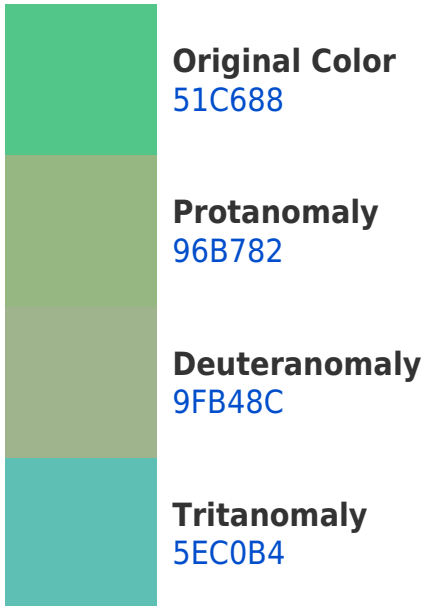 Original Color
51C688
Protanomaly
96B782
Deuteranomaly
9FB48C
Tritanomaly
5EC0B4